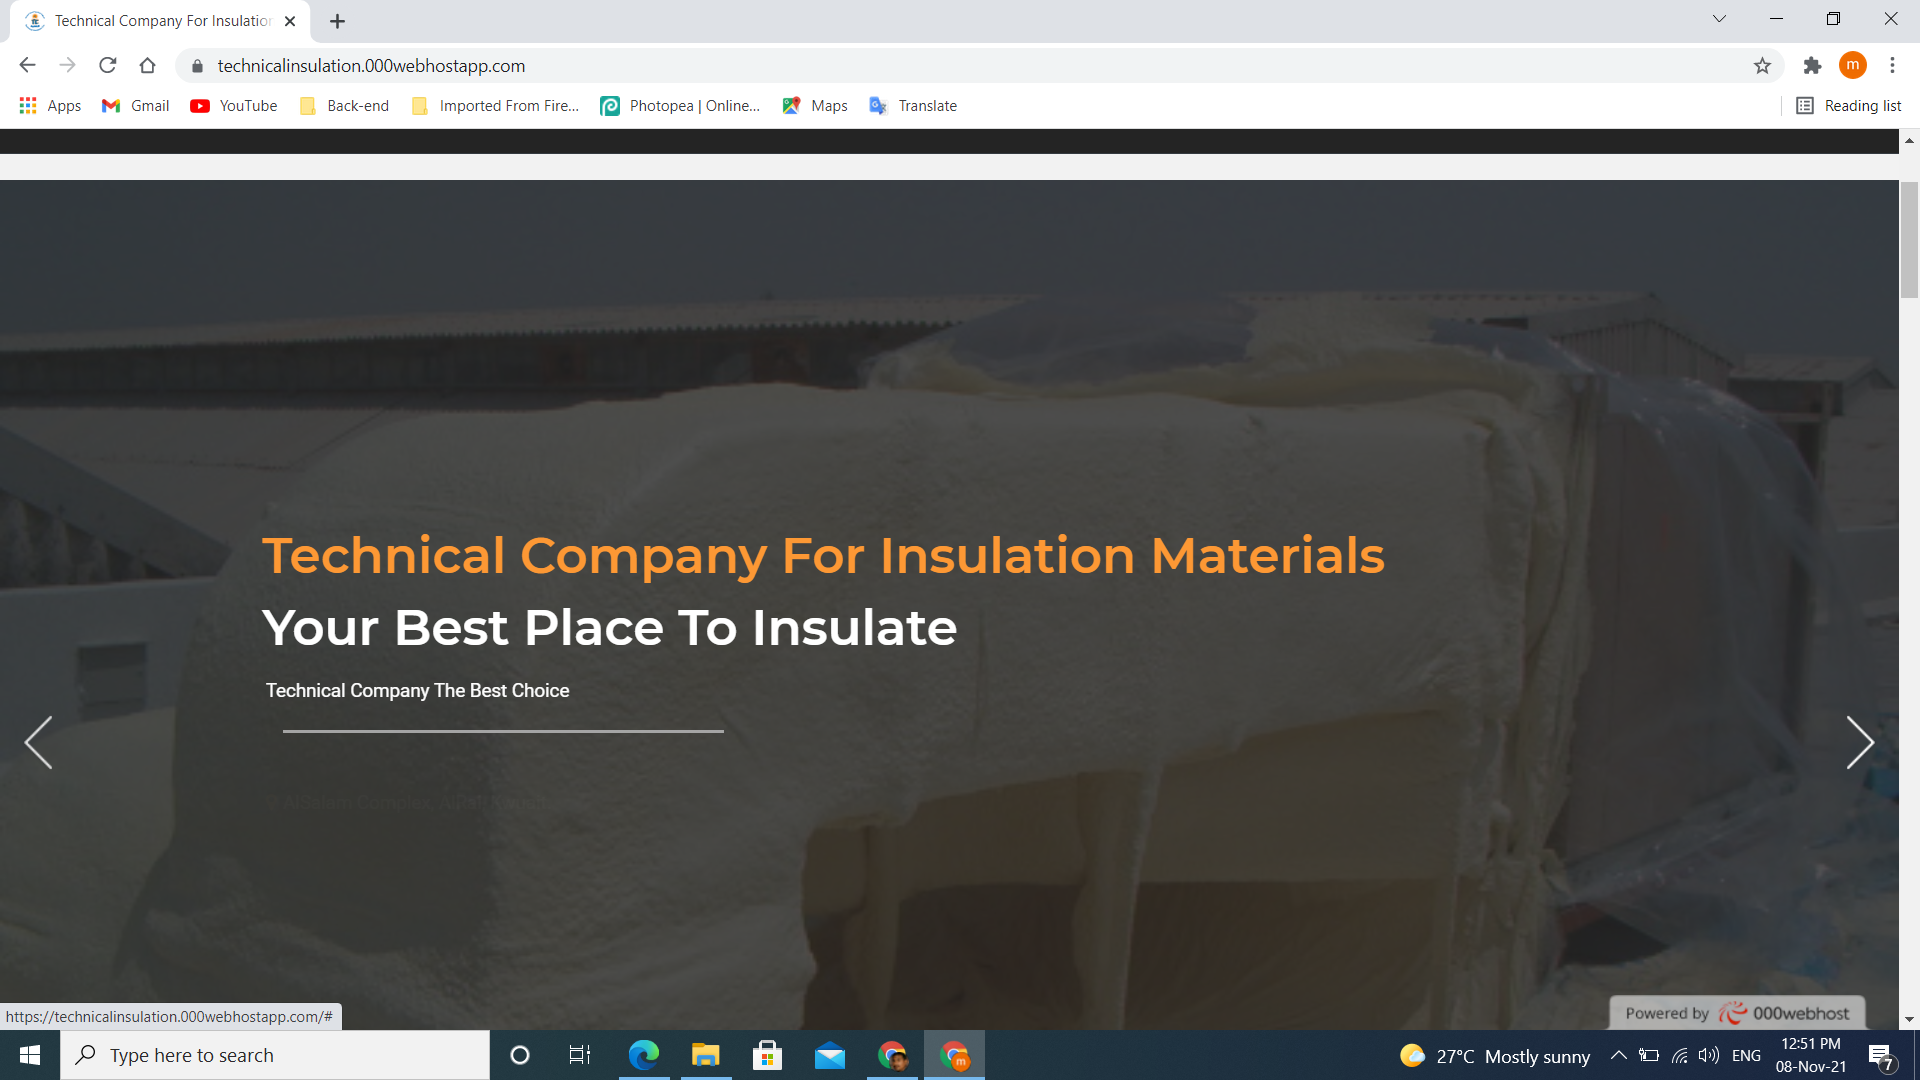 Technical Company For Insulation
technicalinsulation.000webhostapp.com
m
Apps
Gmail
YouTube
Back-end
Imported From Fire...
Photopea | Online...
Maps
Translate
Reading list
Technical Company For Insulation Materials
Your Best Place To Insulate
Technical Company The Best Choice
AlSalam Complex,
https://technicalinsulation.000webhostapp.com/#
Powered by 000webhost
Type here to search
m
27°C Mostly sunny
ENG
12:51 PM
08-Nov-21
7